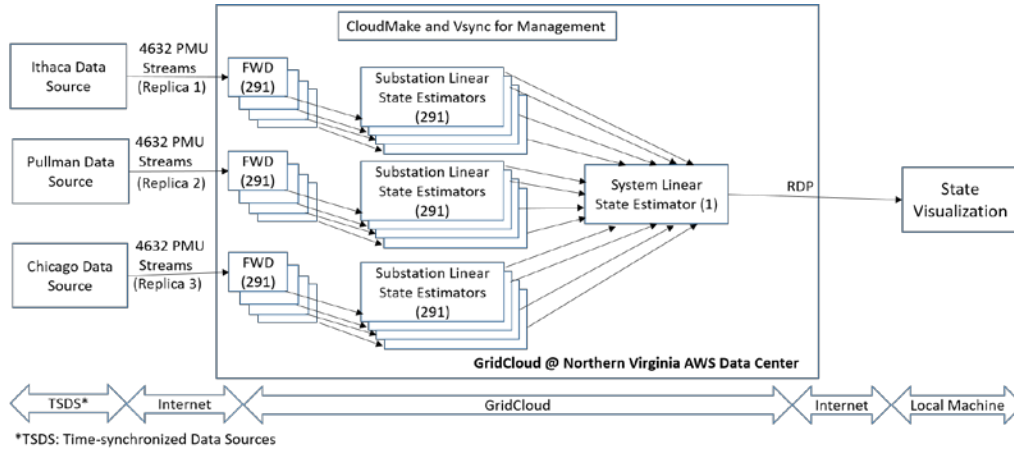 CloudMake and Vsync for Management
Ithaca Data
Source
4632 PMU
Streams
(Replica 1)
FWD
(291)
Substation Linear
State Estimators
(291)
Pullman Data
Source
4632 PMU
Streams
(Replica 2)
FWD
(291)
Substation Linear
State Estimators
(291)
System Linear
State Estimator (1)
RDP
State
Visualization
Chicago Data
Source
4632 PMU
Streams
(Replica 3)
FWD
(291)
Substation Linear
State Estimators
(291)
GridCloud @ Northern Virginia AWS Data Center
TSDS*
Internet
GridCloud
Internet
Local Machine
*TSDS: Time-synchronized Data Sources